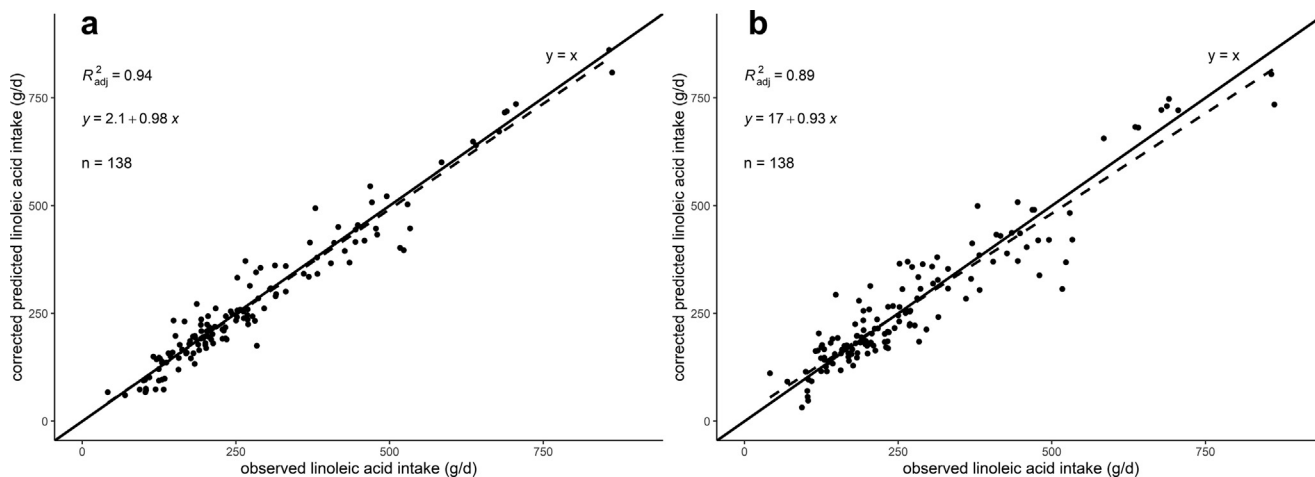 a
y = x
R²adj = 0.94
y = 2.1 + 0.98 x
n = 138
corrected predicted linoleic acid intake (g/d)
750
500
250
0
0 250 500 750
observed linoleic acid intake (g/d)
b
y = x
R²adj = 0.89
y = 17 + 0.93 x
n = 138
corrected predicted linoleic acid intake (g/d)
750
500
250
0
0 250 500 750
observed linoleic acid intake (g/d)